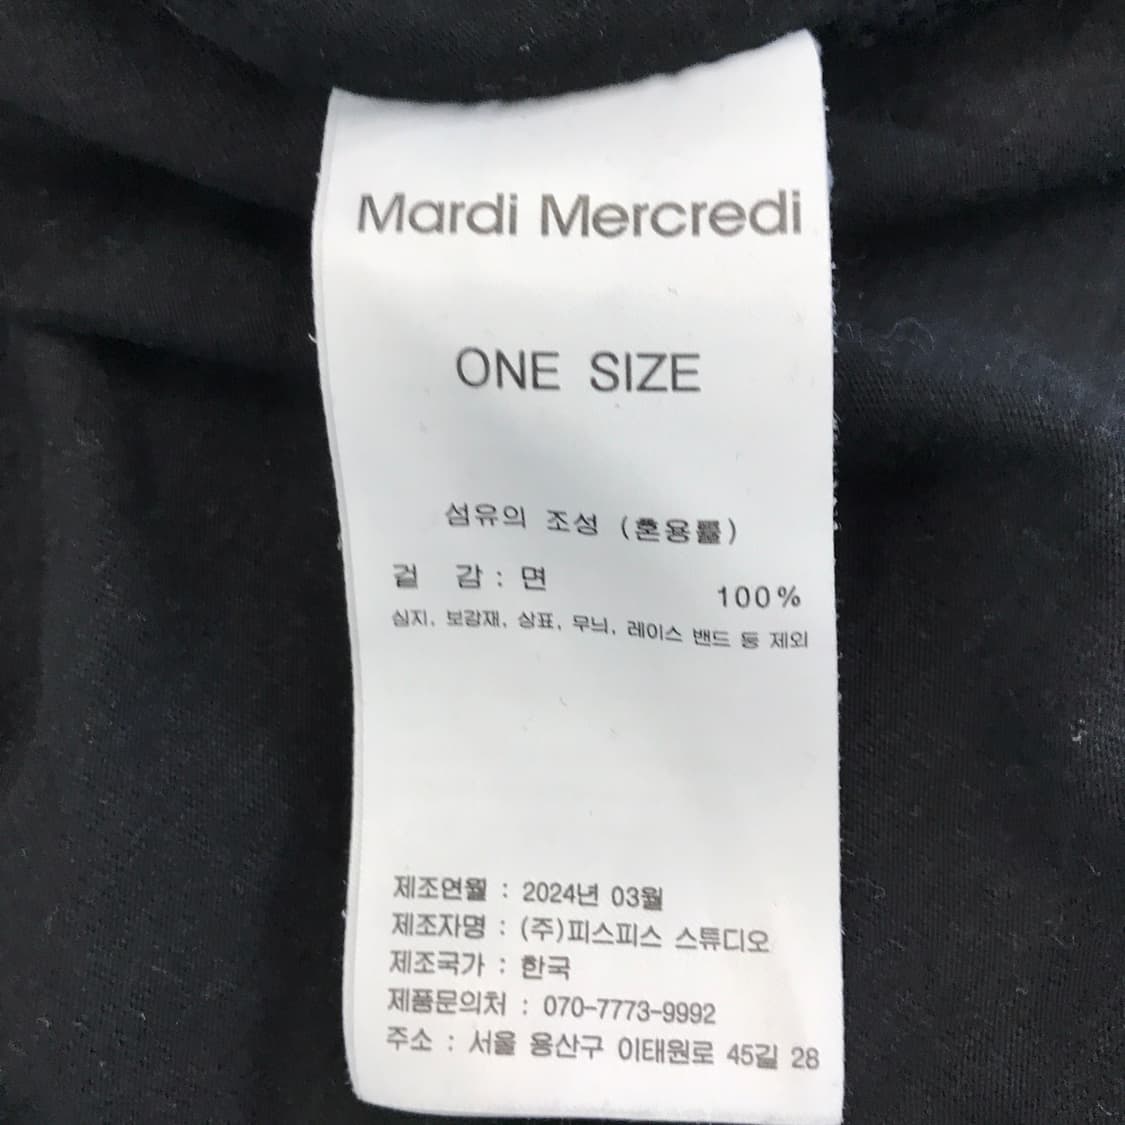 Mardi Mercredi
ONE SIZE
섬유의 조성 (혼용률)
겉 감 : 면 100%
심지, 보강재, 상표, 무늬, 레이스 밴드 등 제외
제조연월 : 2024년 03월
제조자명 : (주)피스피스 스튜디오
제조국가 : 한국
제품문의처 : 070-7773-9992
주소 : 서울 용산구 이태원로 45길 28